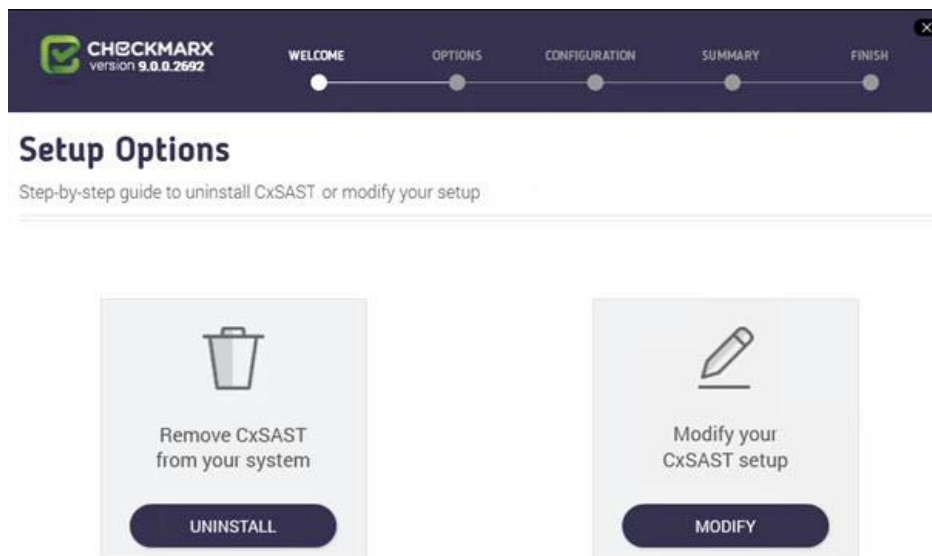 CHECKMARX
version 9.0.0.2692
WELCOME
OPTIONS
CONFIGURATION
SUMMARY
FINISH
Setup Options
Step-by-step guide to uninstall CxSAST or modify your setup
Remove CxSAST
from your system
UNINSTALL
Modify your
CxSAST setup
MODIFY